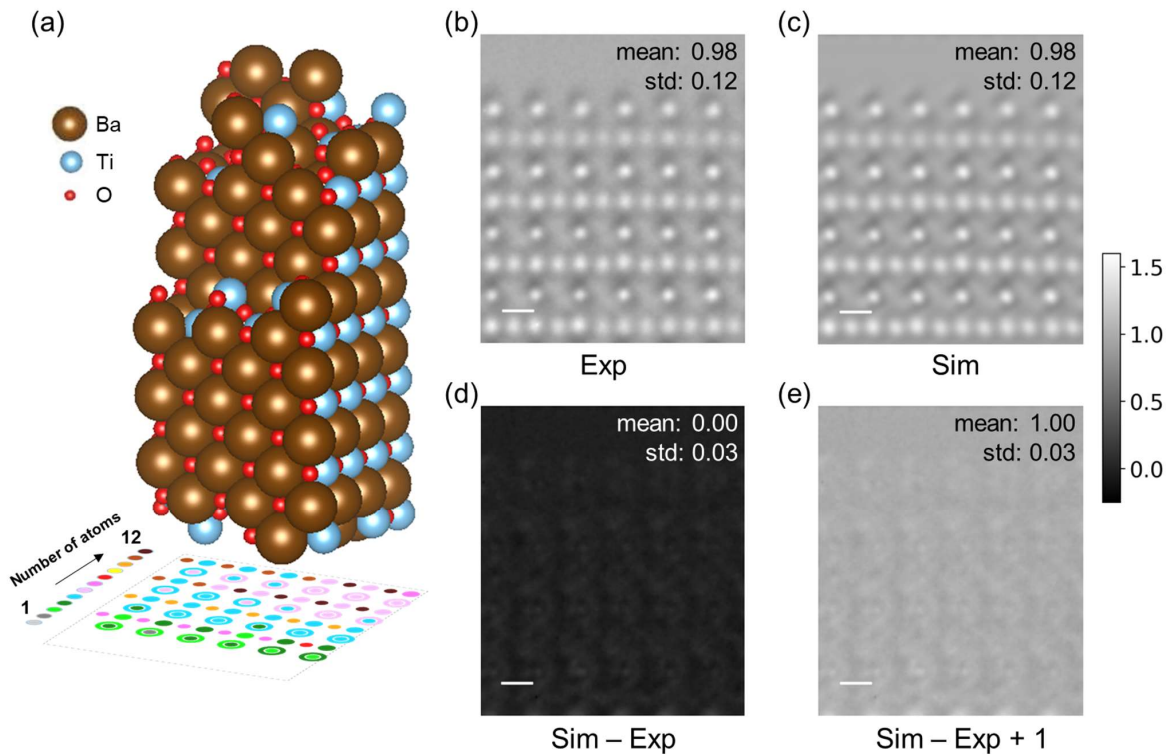 (a)
Ba
Ti
O
Number of atoms
1
12
(b)
mean: 0.98
std: 0.12
Exp
(c)
mean: 0.98
std: 0.12
Sim
(d)
mean: 0.00
std: 0.03
Sim – Exp
(e)
mean: 1.00
std: 0.03
Sim – Exp + 1
1.5
1.0
0.5
0.0